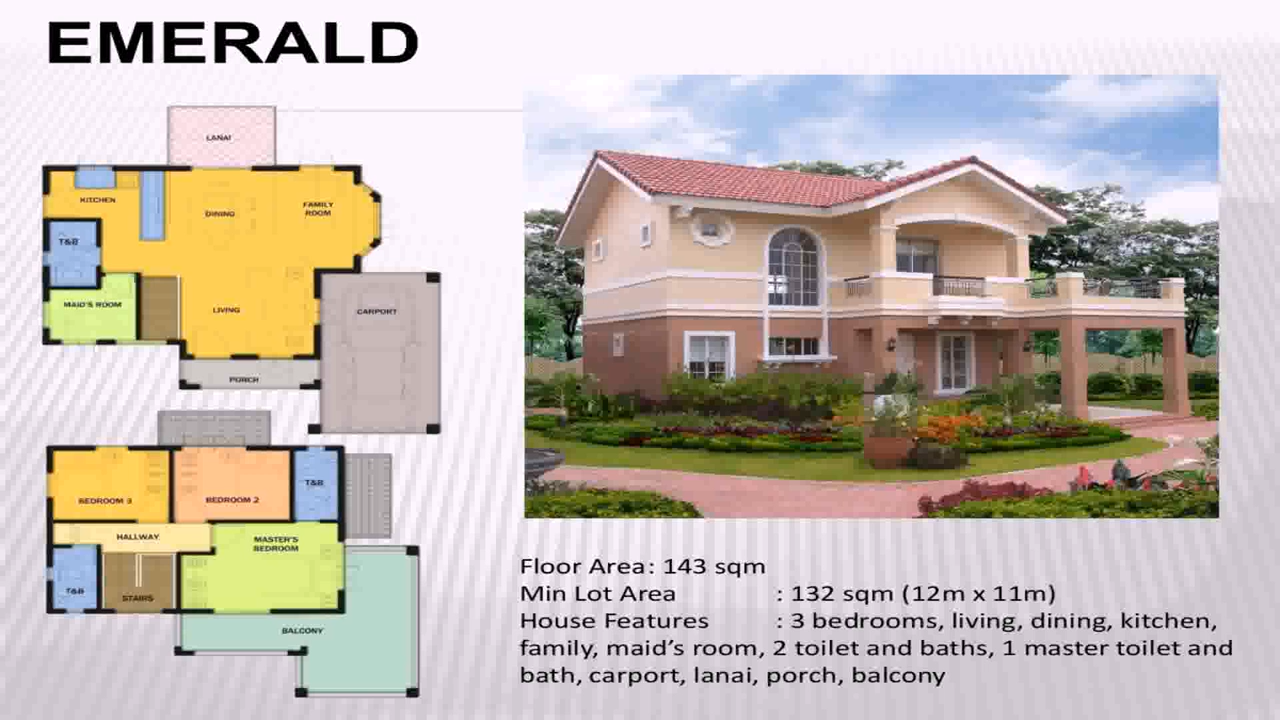 EMERALD
LANAI
KITCHEN
DINING
FAMILY
ROOM
T&B
MAID'S ROOM
LIVING
CARPORT
PORCH
BEDROOM 3
BEDROOM 2
T&B
HALLWAY
MASTER'S
BEDROOM
T&B
STAIRS
BALCONY
Floor Area: 143 sqm
Min Lot Area : 132 sqm (12m x 11m)
House Features : 3 bedrooms, living, dining, kitchen,
family, maid's room, 2 toilet and baths, 1 master toilet and
bath, carport, lanai, porch, balcony